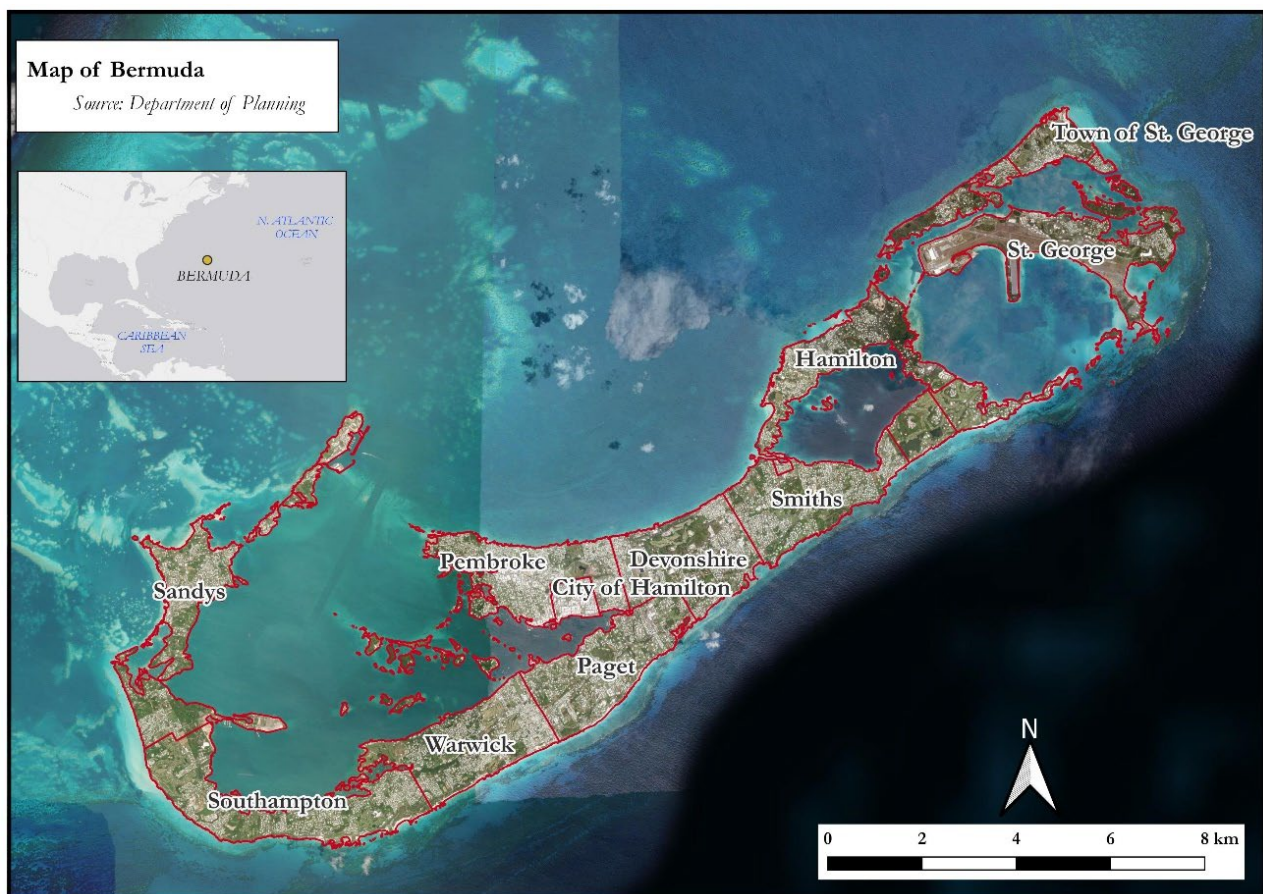 Map of Bermuda
Source: Department of Planning
N. ATLANTIC
OCEAN
BERMUDA
CARIBBEAN
SEA
Town of St. George
St. George
Hamilton
Smiths
Devonshire
Pembroke
City of Hamilton
Sandys
Paget
Warwick
Southampton
N
0 2 4 6 8 km